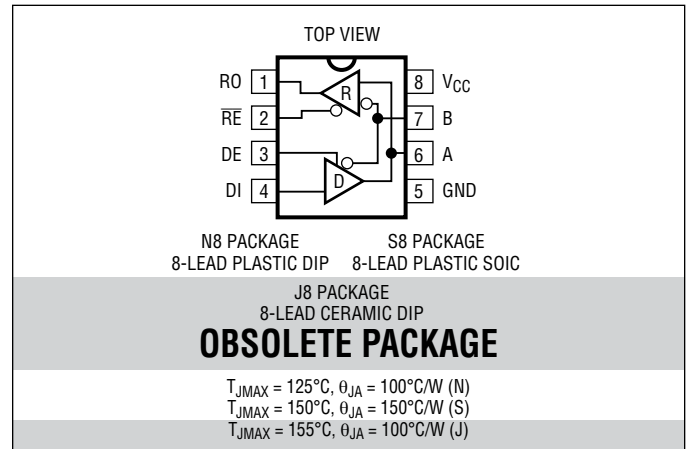 TOP VIEW
RO 1
R̅E̅ 2
DE 3
DI 4
R
D
8 VCC
7 B
6 A
5 GND
N8 PACKAGE
8-LEAD PLASTIC DIP
S8 PACKAGE
8-LEAD PLASTIC SOIC
J8 PACKAGE
8-LEAD CERAMIC DIP
OBSOLETE PACKAGE
TJMAX = 125°C, θJA = 100°C/W (N)
TJMAX = 150°C, θJA = 150°C/W (S)
TJMAX = 155°C, θJA = 100°C/W (J)